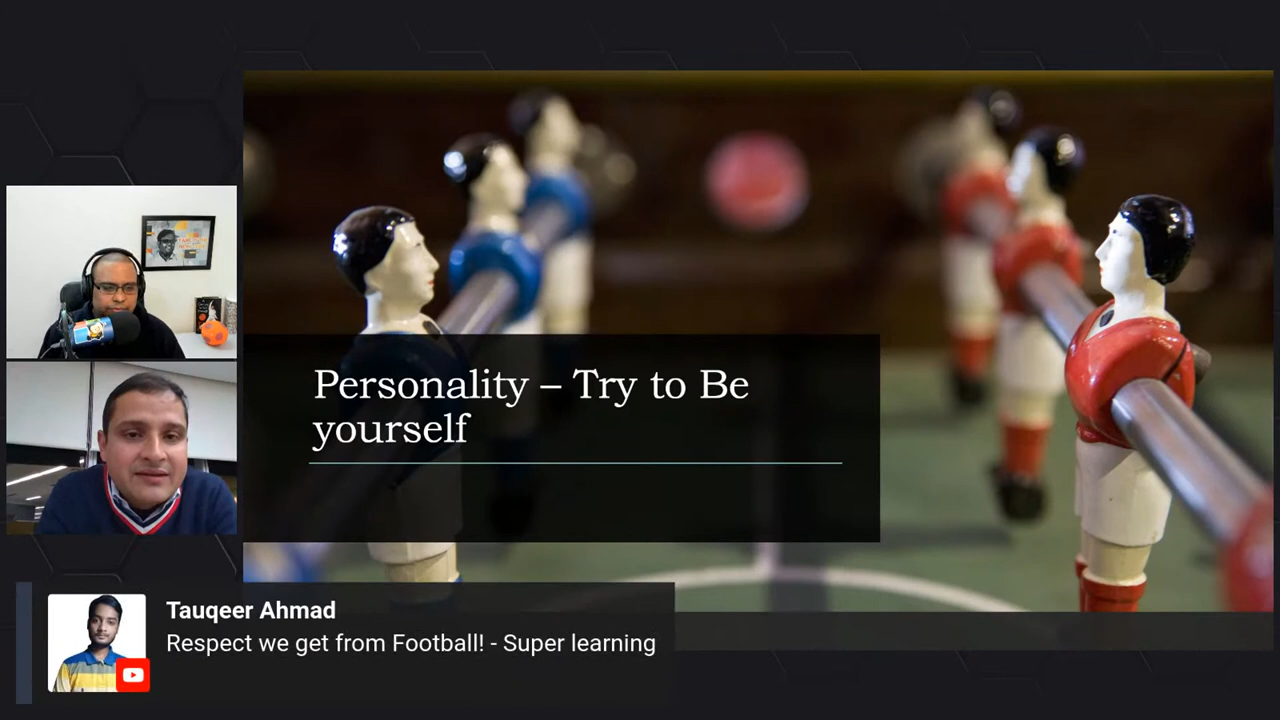 Personality – Try to Be
yourself
Tauqeer Ahmad
Respect we get from Football! - Super learning